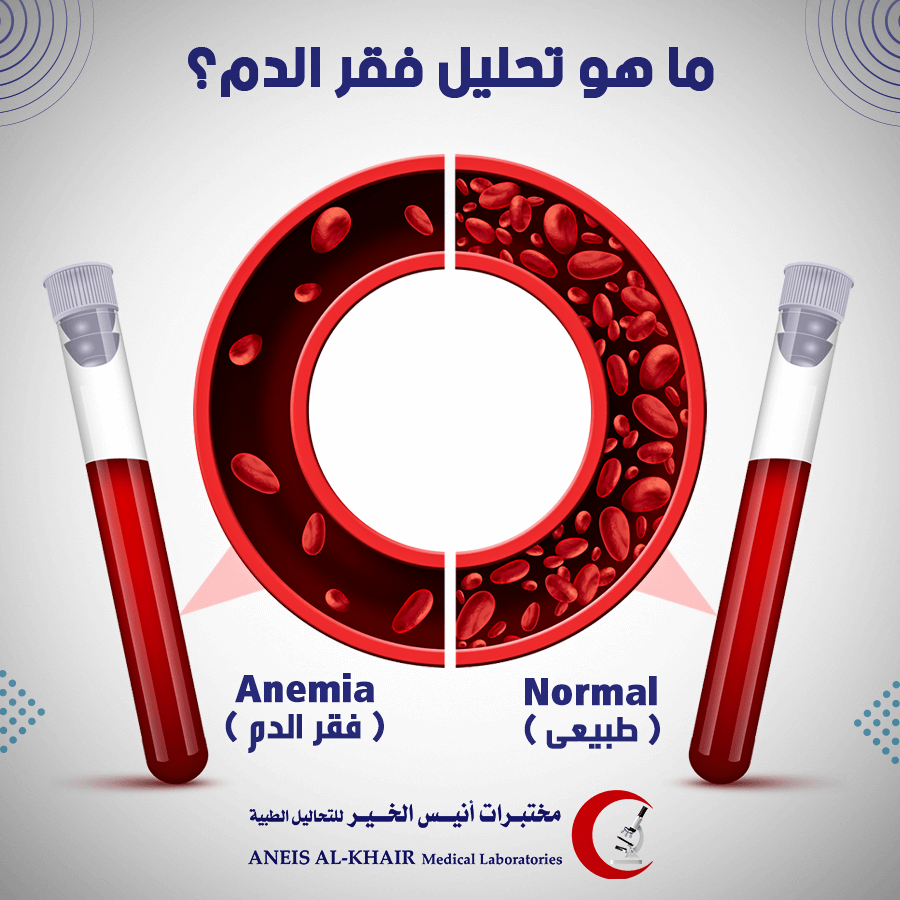 ما هو تحليل فقر الدم؟
Anemia
( فقر الدم )
Normal
( طبيعى )
مختبرات أنيس الخير للتحاليل الطبية
ANEIS AL-KHAIR Medical Laboratories